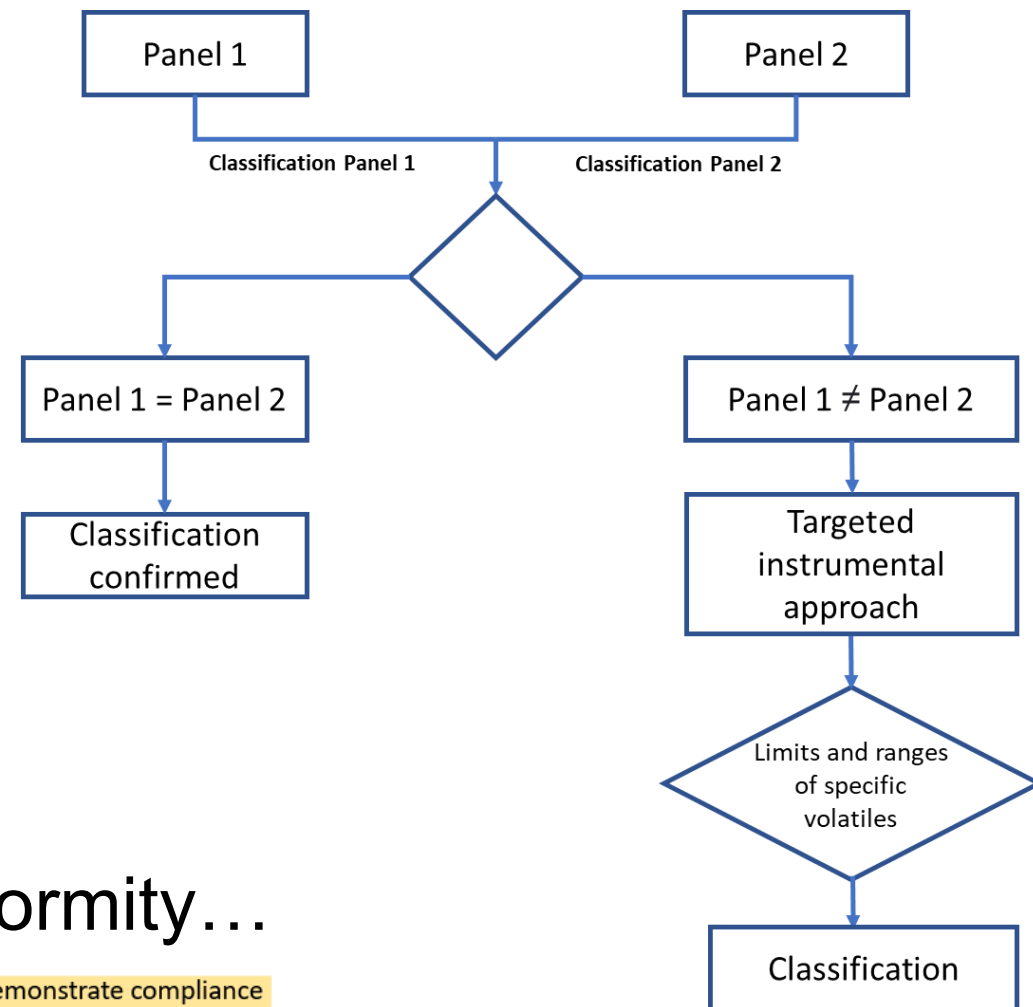 Panel 1
Panel 2
Classification Panel 1
Classification Panel 2
Panel 1 = Panel 2
Panel 1 ≠ Panel 2
Classification
confirmed
Targeted
instrumental
approach
Limits and ranges
of specific
volatiles
ormity…
emonstrate compliance
Classification